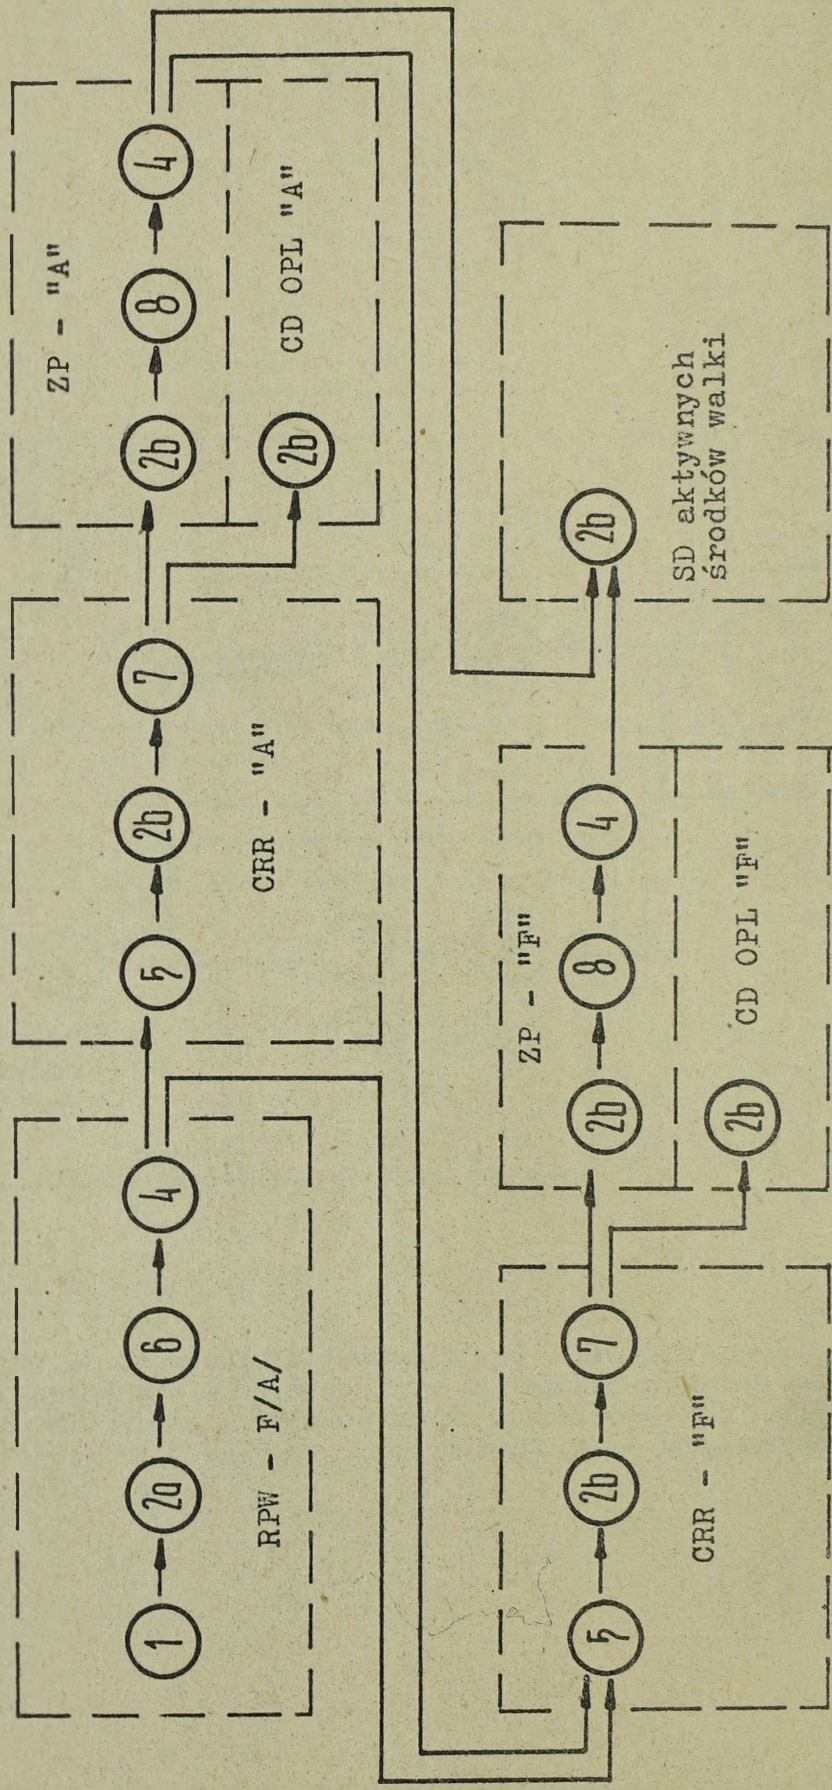 1
2a
6
4
RPW - F/A/
5
2b
7
CRR - "A"
ZP - "A"
2b
8
4
2b
CD OPL "A"
5
2b
7
CRR - "F"
ZP - "F"
2b
8
4
2b
CD OPL "F"
2b
SD aktywnych
środków walki